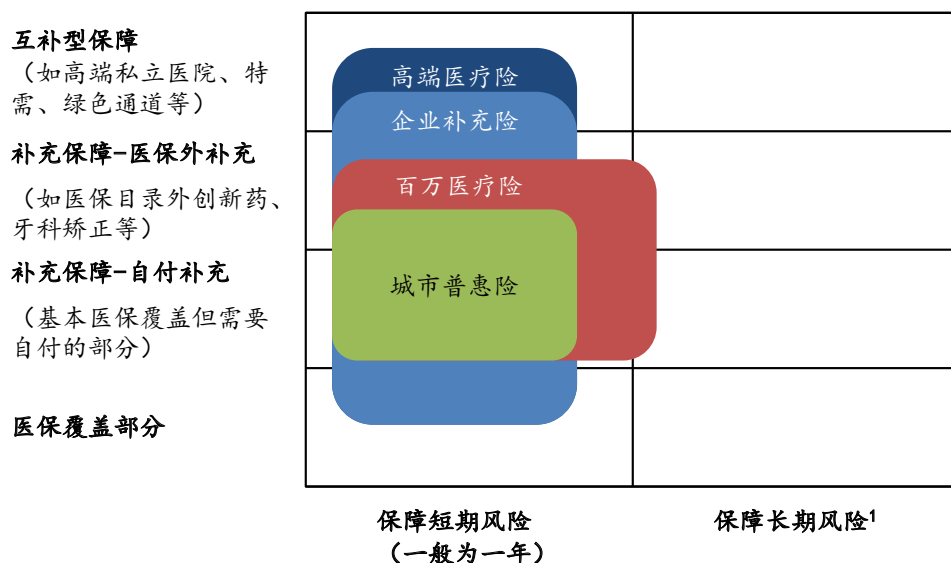 互补型保障
（如高端私立医院、特
需、绿色通道等）
补充保障-医保外补充
（如医保目录外创新药、
牙科矫正等）
补充保障-自付补充
（基本医保覆盖但需要
自付的部分）
医保覆盖部分
高端医疗险
企业补充险
百万医疗险
城市普惠险
保障短期风险
（一般为一年）
保障长期风险¹